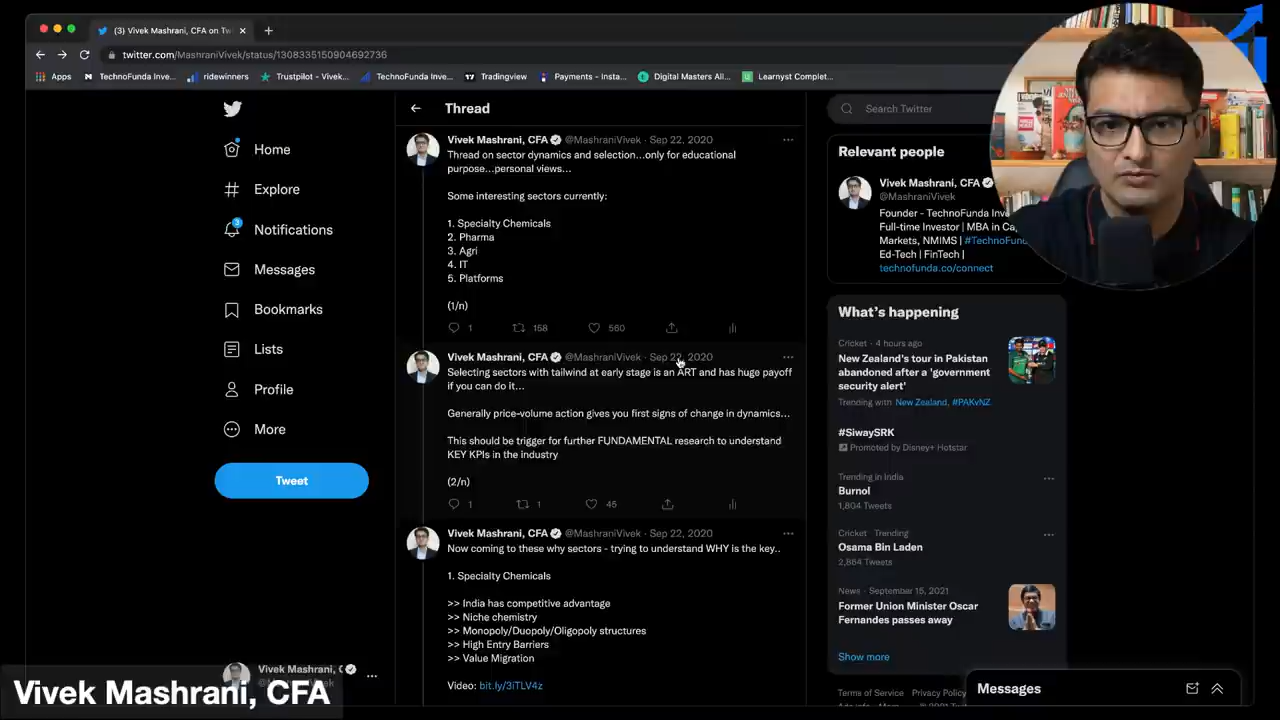 (3) Vivek Mashrani, CFA on Tw
twitter.com/MashraniVivek/status/1308335150904692736
Apps
TechnoFunda Inve...
ridewinners
Trustpilot - Vivek...
TechnoFunda Inve...
Tradingview
Payments - Insta...
Digital Masters Ali...
Learnyst Complet...
Home
Explore
3
Notifications
Messages
Bookmarks
Lists
Profile
More
Tweet
Vivek Mashrani, C
Thread
Vivek Mashrani, CFA @MashraniVivek · Sep 22, 2020
Thread on sector dynamics and selection...only for educational
purpose...personal views...
Some interesting sectors currently:
1. Specialty Chemicals
2. Pharma
3. Agri
4. IT
5. Platforms
(1/n)
1 158 560
Vivek Mashrani, CFA @MashraniVivek · Sep 22, 2020
Selecting sectors with tailwind at early stage is an ART and has huge payoff
if you can do it...
Generally price-volume action gives you first signs of change in dynamics...
This should be trigger for further FUNDAMENTAL research to understand
KEY KPIs in the industry
(2/n)
1 1 45
Vivek Mashrani, CFA @MashraniVivek · Sep 22, 2020
Now coming to these why sectors - trying to understand WHY is the key..
1. Specialty Chemicals
>> India has competitive advantage
>> Niche chemistry
>> Monopoly/Duopoly/Oligopoly structures
>> High Entry Barriers
>> Value Migration
Video: bit.ly/3iTLV4z
Search Twitter
Relevant people
Vivek Mashrani, CFA
@MashraniVivek
Founder - TechnoFunda Inve
Full-time Investor | MBA in Ca
Markets, NMIMS | #TechnoFund
Ed-Tech | FinTech |
technofunda.co/connect
What's happening
Cricket · 4 hours ago
New Zealand's tour in Pakistan
abandoned after a 'government
security alert'
Trending with New Zealand, #PAKvNZ
#SiwaySRK
Promoted by Disney+ Hotstar
Trending in India
Burnol
1,804 Tweets
Cricket · Trending
Osama Bin Laden
2,864 Tweets
News · September 15, 2021
Former Union Minister Oscar
Fernandes passes away
Show more
Terms of Service Privacy Policy
Messages
Vivek Mashrani, CFA